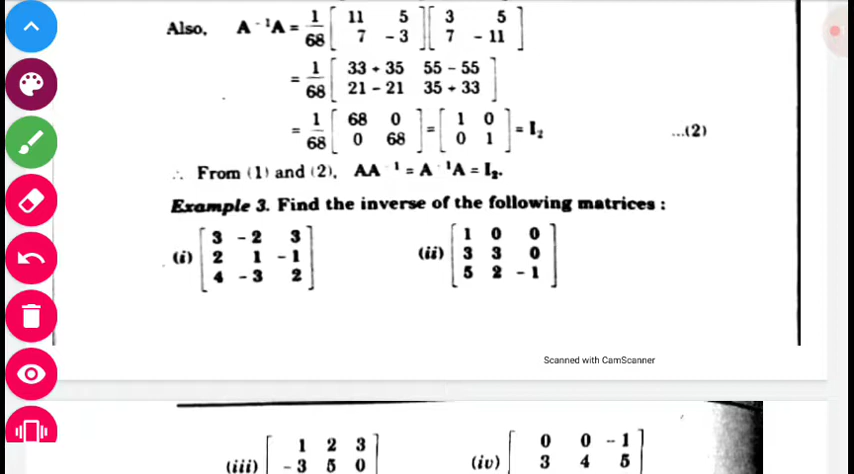 Also, A⁻¹A = 1/68 [ 11 5 7 - 3 ] [ 3 5 7 - 11 ]
= 1/68 [ 33 + 35 55 - 55 21 - 21 35 + 33 ]
= 1/68 [ 68 0 0 68 ] = [ 1 0 0 1 ] = I₂ ...(2)
∴ From (1) and (2), AA⁻¹ = A⁻¹A = I₂.
Example 3. Find the inverse of the following matrices :
(i) [ 3 - 2 3 2 1 - 1 4 - 3 2 ] (ii) [ 1 0 0 3 3 0 5 2 - 1 ]
Scanned with CamScanner
(iii) [ 1 2 3 - 3 5 0 (iv) [ 0 0 - 1 3 4 5